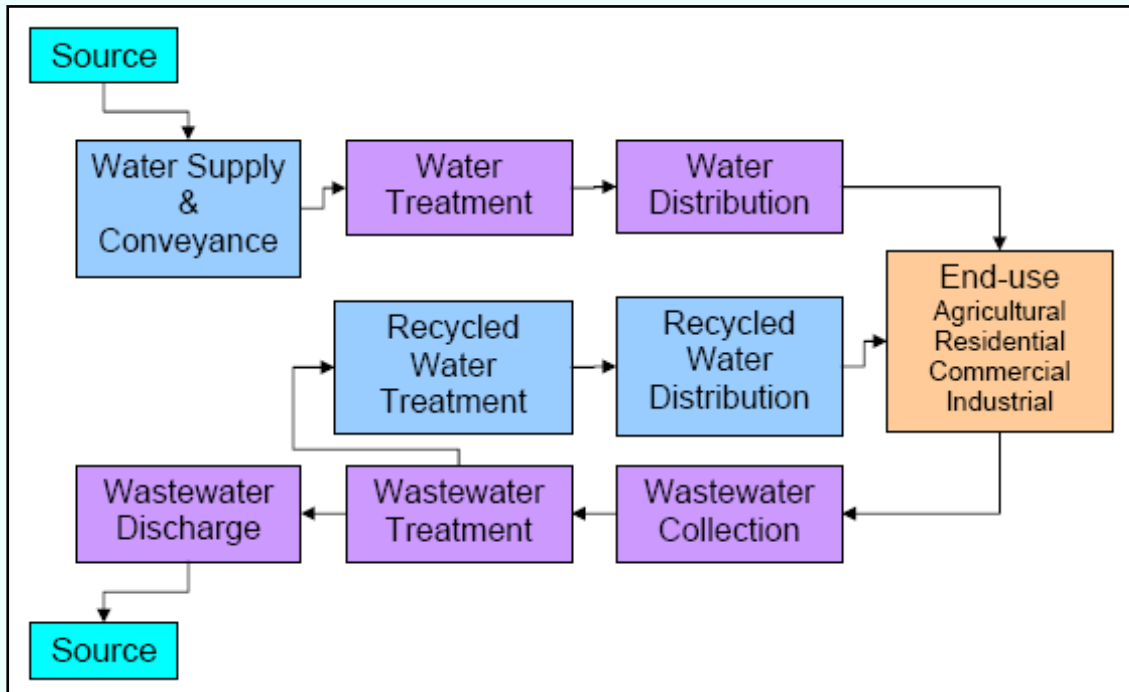 Source
Water Supply
&
Conveyance
Water
Treatment
Water
Distribution
End-use
Agricultural
Residential
Commercial
Industrial
Recycled
Water
Treatment
Recycled
Water
Distribution
Wastewater
Discharge
Wastewater
Treatment
Wastewater
Collection
Source